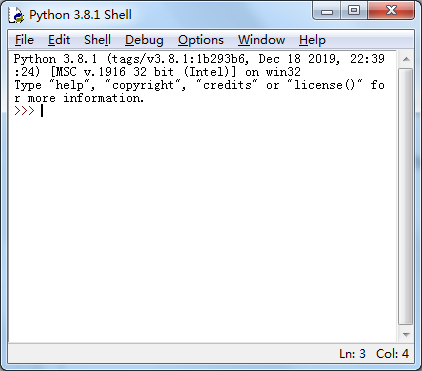 Python 3.8.1 Shell
File Edit Shell Debug Options Window Help
Python 3.8.1 (tags/v3.8.1:1b293b6, Dec 18 2019, 22:39
:24) [MSC v.1916 32 bit (Intel)] on win32
Type "help", "copyright", "credits" or "license()" fo
r more information.
>>>
Ln: 3 Col: 4